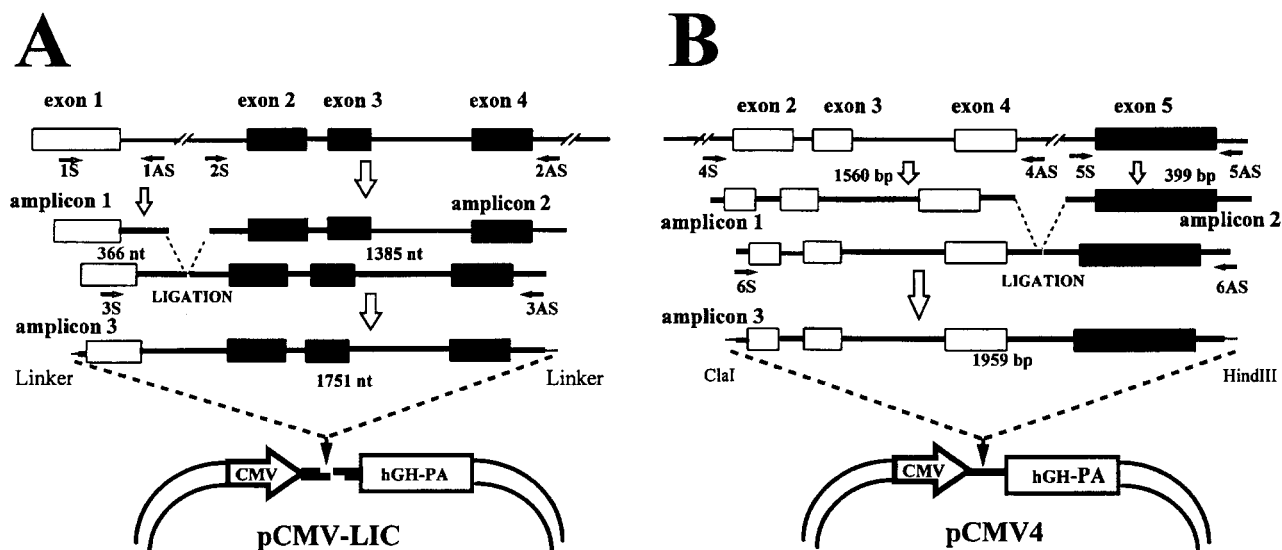 A
exon 1
exon 2
exon 3
exon 4
1S
1AS
2S
2AS
amplicon 1
amplicon 2
366 nt
1385 nt
LIGATION
3S
3AS
amplicon 3
Linker
1751 nt
Linker
CMV
hGH-PA
pCMV-LIC
B
exon 2
exon 3
exon 4
exon 5
4S
1560 bp
4AS
5S
399 bp
5AS
amplicon 1
amplicon 2
6S
LIGATION
6AS
amplicon 3
1959 bp
ClaI
HindIII
CMV
hGH-PA
pCMV4